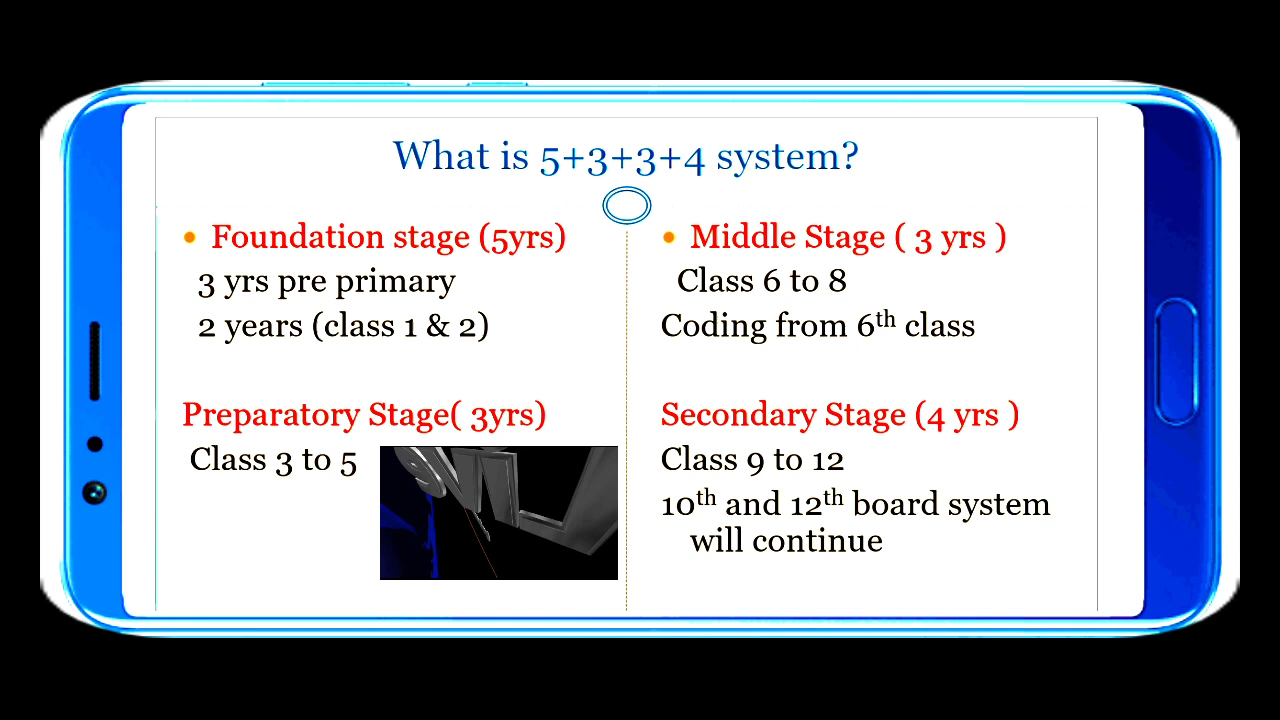 What is 5+3+3+4 system?
Foundation stage (5yrs)
3 yrs pre primary
2 years (class 1 & 2)
Preparatory Stage( 3yrs)
Class 3 to 5
Middle Stage ( 3 yrs )
Class 6 to 8
Coding from 6th class
Secondary Stage (4 yrs )
Class 9 to 12
10th and 12th board system
will continue